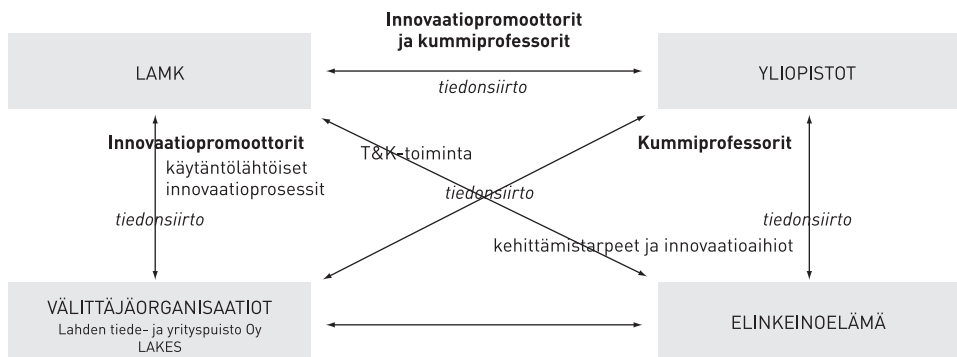 Innovaatiopromoottorit
ja kummiprofessorit
LAMK
YLIOPISTOT
tiedonsiirto
Innovaatiopromoottorit
käytäntölähtöiset
innovaatioprosessit
T&K-toiminta
Kummiprofessorit
tiedonsiirto
tiedonsiirto
tiedonsiirto
kehittämistarpeet ja innovaatioaihiot
VÄLITTÄJÄORGANISAATIOT
Lahden tiede- ja yrityspuisto Oy
LAKES
ELINKEINOELÄMÄ